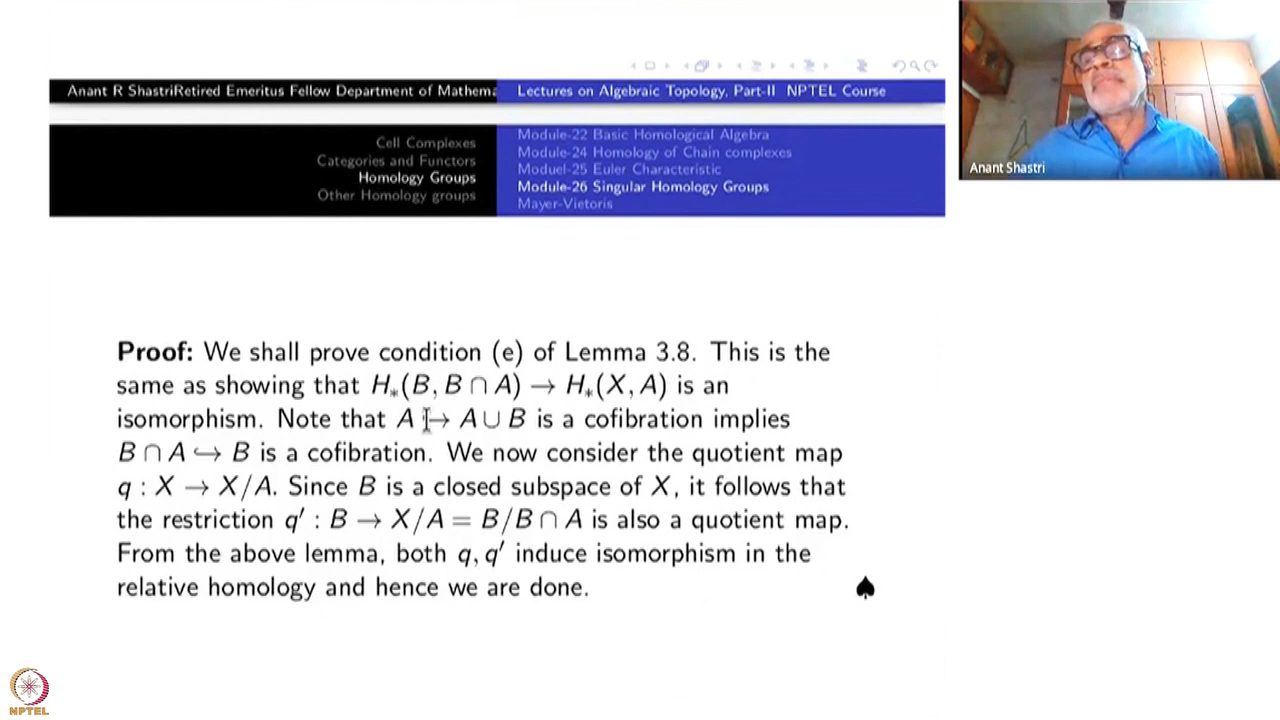 Anant R ShastriRetired Emeritus Fellow Department of Mathema
Lectures on Algebraic Topology, Part-II NPTEL Course
Cell Complexes
Categories and Functors
Homology Groups
Other Homology groups
Module-22 Basic Homological Algebra
Module-24 Homology of Chain complexes
Moduel-25 Euler Characteristic
Module-26 Singular Homology Groups
Mayer-Vietoris
Anant Shastri
Proof: We shall prove condition (e) of Lemma 3.8. This is the
same as showing that H∗(B, B ∩ A) → H∗(X, A) is an
isomorphism. Note that A ↦ A ∪ B is a cofibration implies
B ∩ A ↪ B is a cofibration. We now consider the quotient map
q : X → X/A. Since B is a closed subspace of X, it follows that
the restriction q′ : B → X/A = B/B ∩ A is also a quotient map.
From the above lemma, both q, q′ induce isomorphism in the
relative homology and hence we are done. ♠
NPTEL